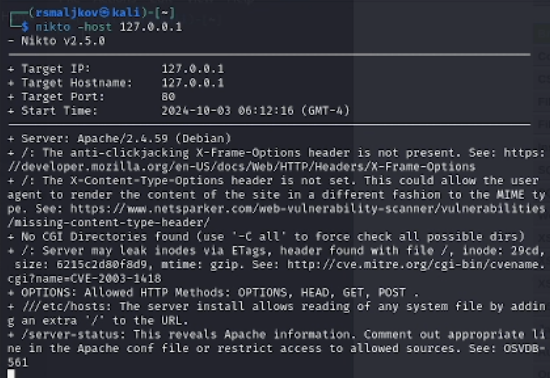 (rsmaljkov㉿kali)-[~]
$ nikto -host 127.0.0.1
- Nikto v2.5.0
+ Target IP: 127.0.0.1
+ Target Hostname: 127.0.0.1
+ Target Port: 80
+ Start Time: 2024-10-03 06:12:16 (GMT-4)
+ Server: Apache/2.4.59 (Debian)
+ /: The anti-clickjacking X-Frame-Options header is not present. See: https:
//developer.mozilla.org/en-US/docs/Web/HTTP/Headers/X-Frame-Options
+ /: The X-Content-Type-Options header is not set. This could allow the user
agent to render the content of the site in a different fashion to the MIME ty
pe. See: https://www.netsparker.com/web-vulnerability-scanner/vulnerabilities
/missing-content-type-header/
+ No CGI Directories found (use '-C all' to force check all possible dirs)
+ /: Server may leak inodes via ETags, header found with file /, inode: 29cd,
size: 6215c2d80f8d9, mtime: gzip. See: http://cve.mitre.org/cgi-bin/cvename.
cgi?name=CVE-2003-1418
+ OPTIONS: Allowed HTTP Methods: OPTIONS, HEAD, GET, POST .
+ ///etc/hosts: The server install allows reading of any system file by addin
g an extra '/' to the URL.
+ /server-status: This reveals Apache information. Comment out appropriate li
ne in the Apache conf file or restrict access to allowed sources. See: OSVDB-
561